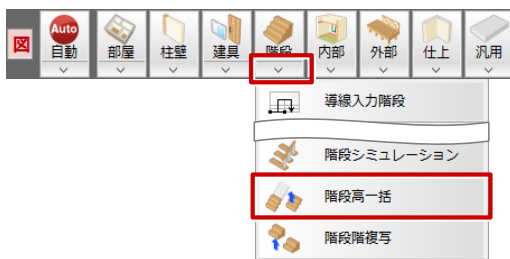 図
Auto
自動
部屋
柱壁
建具
階段
内部
外部
仕上
汎用
導線入力階段
階段シミュレーション
階段高一括
階段階複写